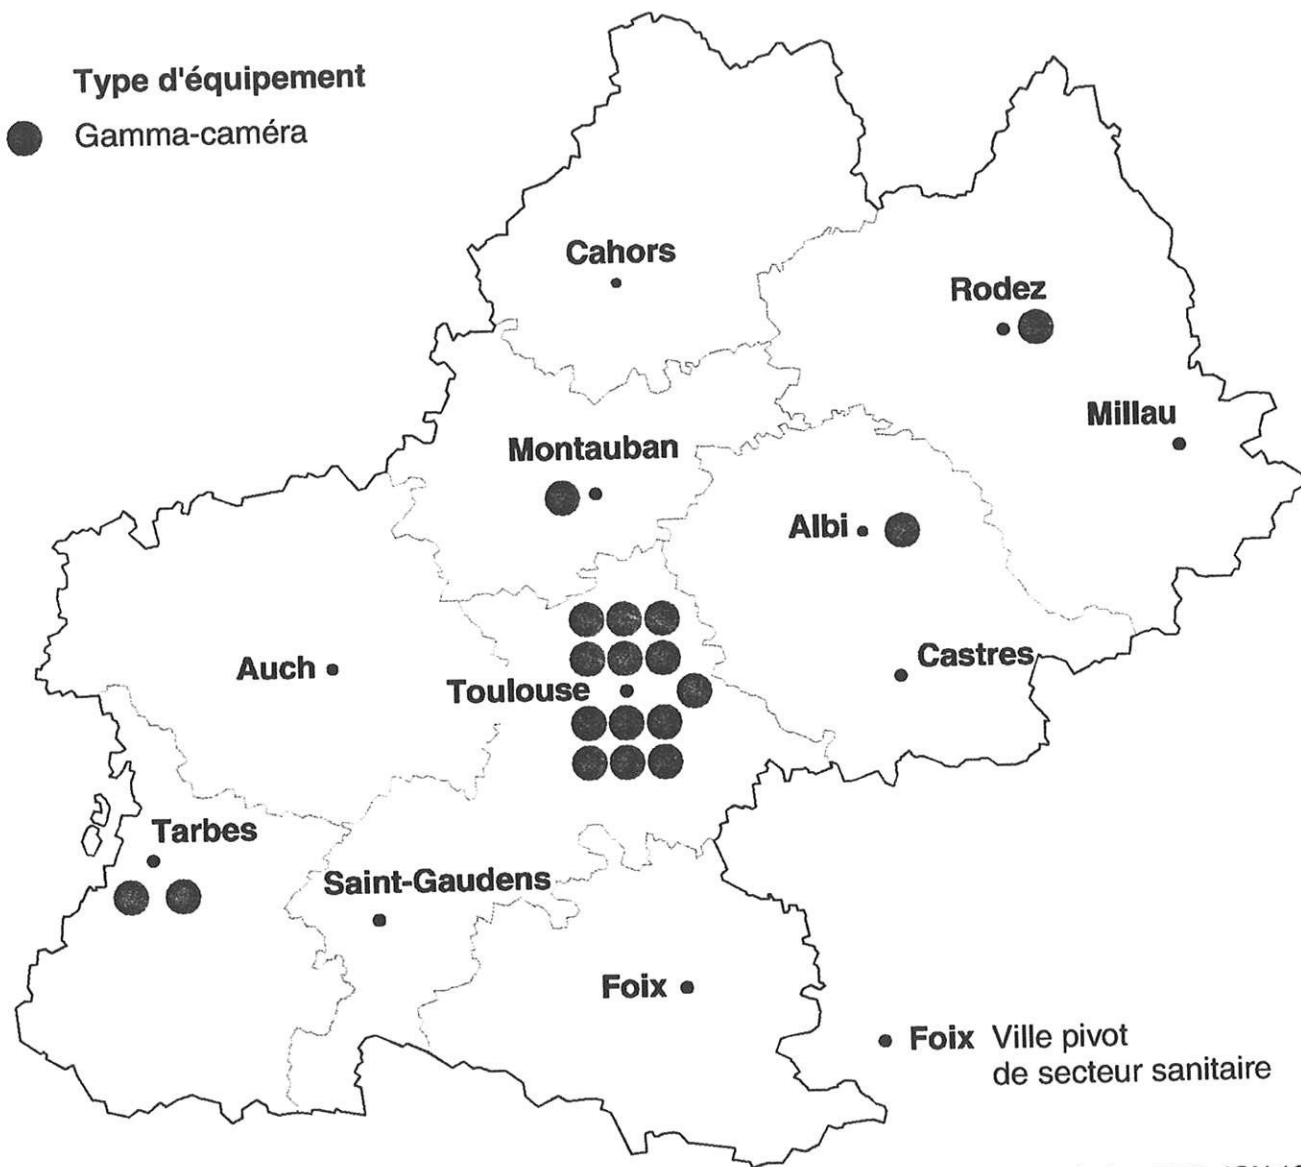 Type d'équipement
Gamma-caméra
Cahors
Rodez
Millau
Montauban
Albi
Castres
Auch
Toulouse
Tarbes
Saint-Gaudens
Foix
Foix Ville pivot
de secteur sanitaire